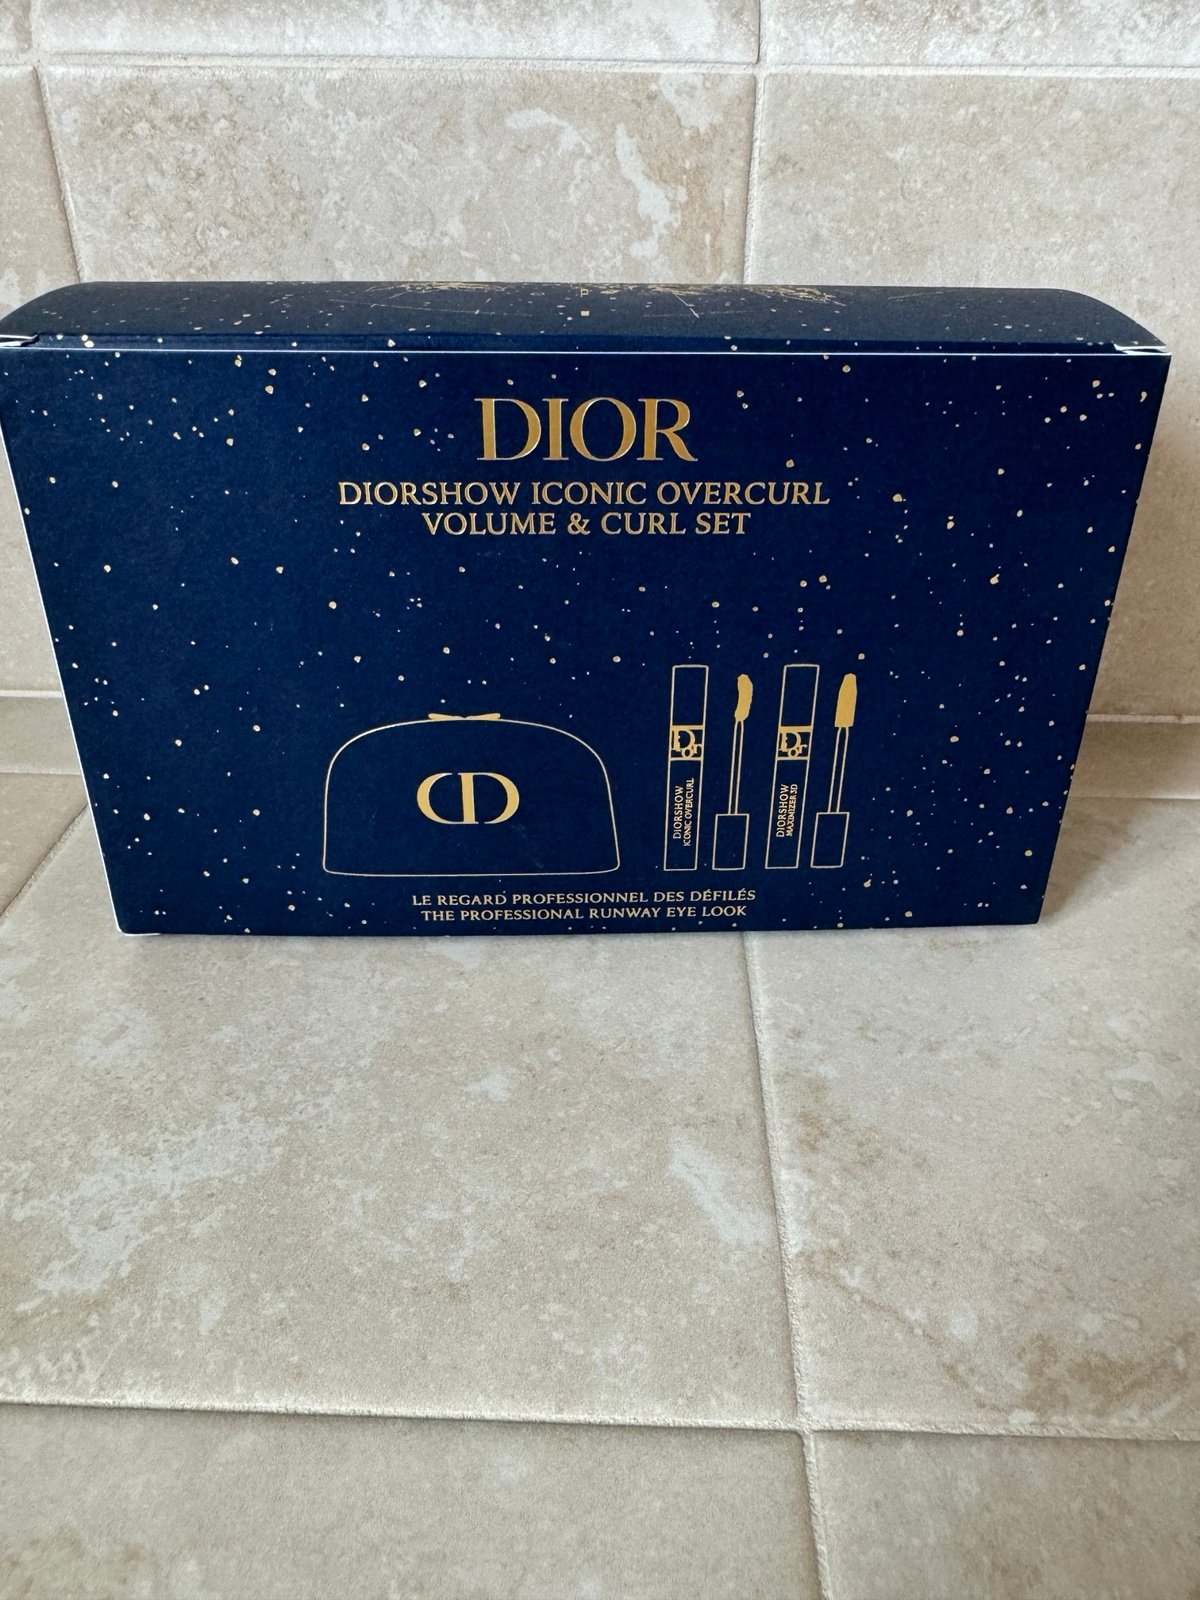 DIOR
DIORSHOW ICONIC OVERCURL
VOLUME & CURL SET
CD
Dior
DIORSHOW
ICONIC OVERCURL
Dior
DIORSHOW
MAXIMIZER 3D
LE REGARD PROFESSIONNEL DES DÉFILÉS
THE PROFESSIONAL RUNWAY EYE LOOK